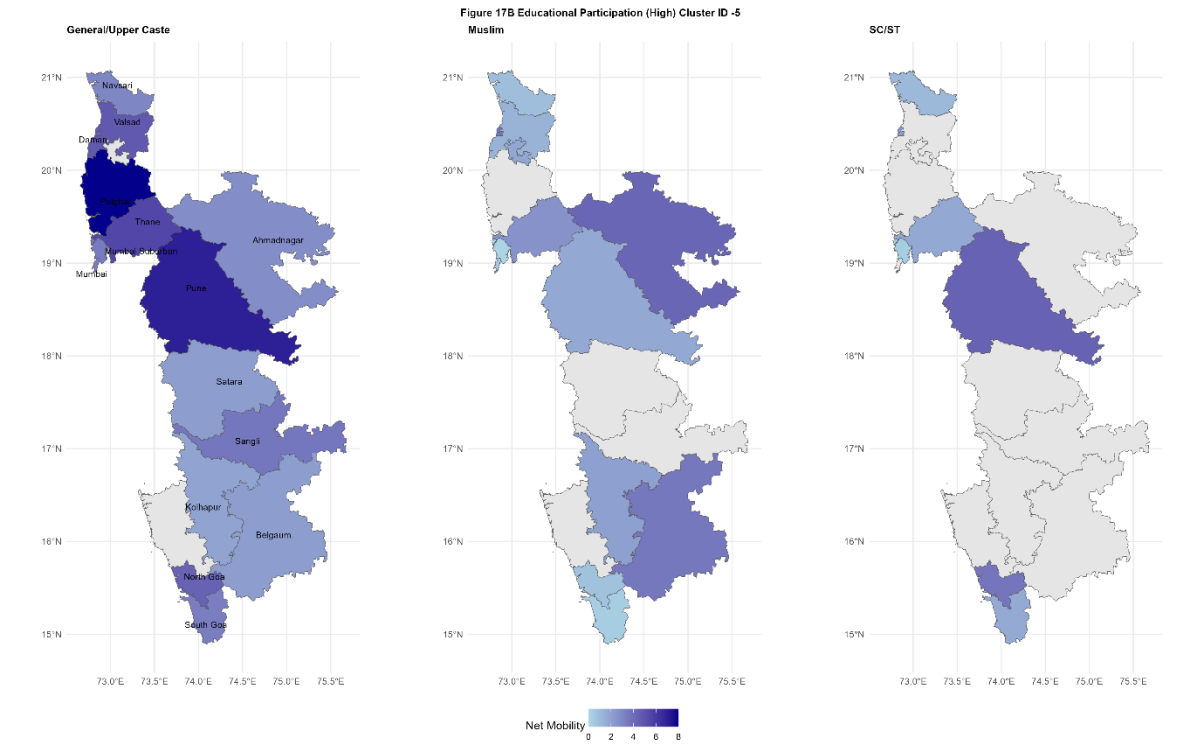 Figure 17B Educational Participation (High) Cluster ID -5
General/Upper Caste
Muslim
SC/ST
21°N
20°N
19°N
18°N
17°N
16°N
15°N
Navsari
Valsad
Daman
Palghar
Thane
Mumbai Suburban
Mumbai
Ahmadnagar
Pune
Satara
Sangli
Kolhapur
Belgaum
North Goa
South Goa
73.0°E 73.5°E 74.0°E 74.5°E 75.0°E 75.5°E
21°N
20°N
19°N
18°N
17°N
16°N
15°N
73.0°E 73.5°E 74.0°E 74.5°E 75.0°E 75.5°E
21°N
20°N
19°N
18°N
17°N
16°N
15°N
73.0°E 73.5°E 74.0°E 74.5°E 75.0°E 75.5°E
Net Mobility
0 2 4 6 8